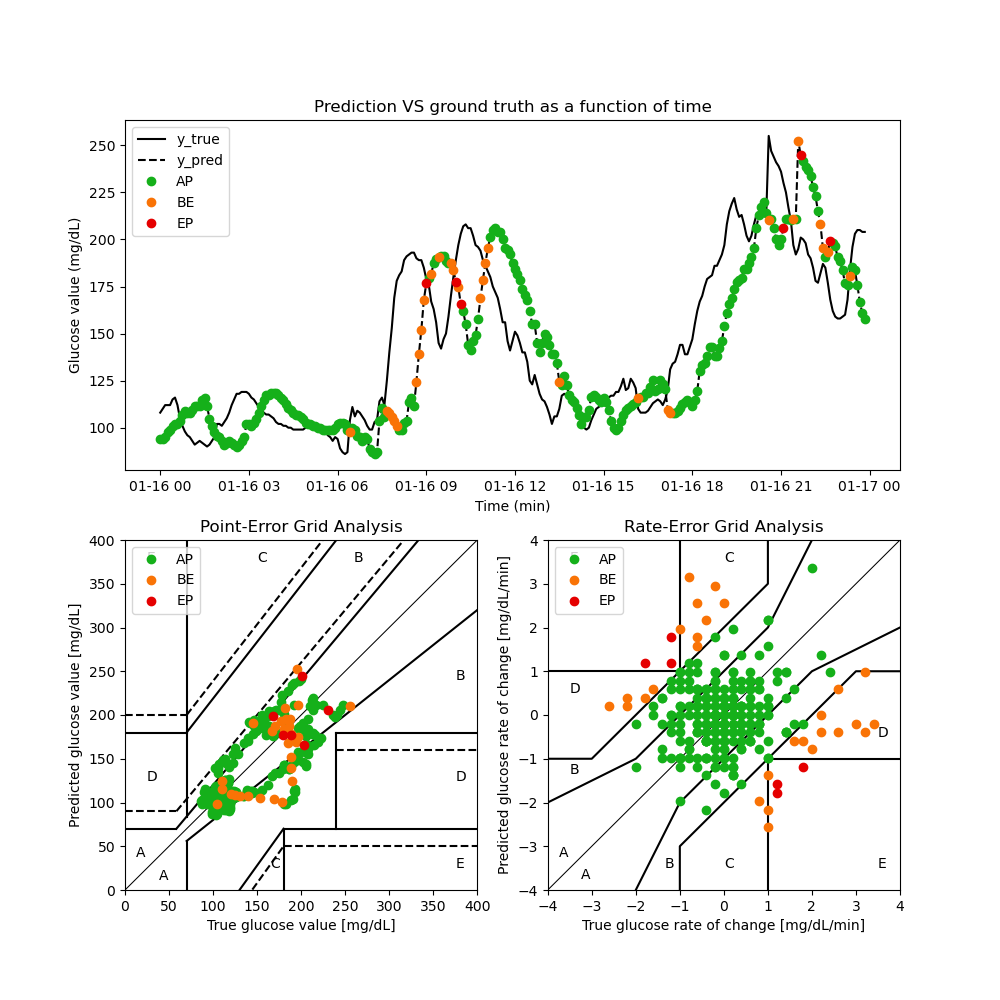 Prediction VS ground truth as a function of time
Glucose value (mg/dL)
250
225
200
175
150
125
100
y_true
y_pred
AP
BE
EP
01-16 00 01-16 03 01-16 06 01-16 09 01-16 12 01-16 15 01-16 18 01-16 21 01-17 00
Time (min)
Point-Error Grid Analysis
Predicted glucose value [mg/dL]
400
350
300
250
200
150
100
50
0
AP
BE
EP
C B
B
D D
A
A
C E
0 50 100 150 200 250 300 350 400
True glucose value [mg/dL]
Rate-Error Grid Analysis
Predicted glucose rate of change [mg/dL/min]
4
3
2
1
0
−1
−2
−3
−4
AP
BE
EP
C
D
D
B
A
A
B C E
−4 −3 −2 −1 0 1 2 3 4
True glucose rate of change [mg/dL/min]